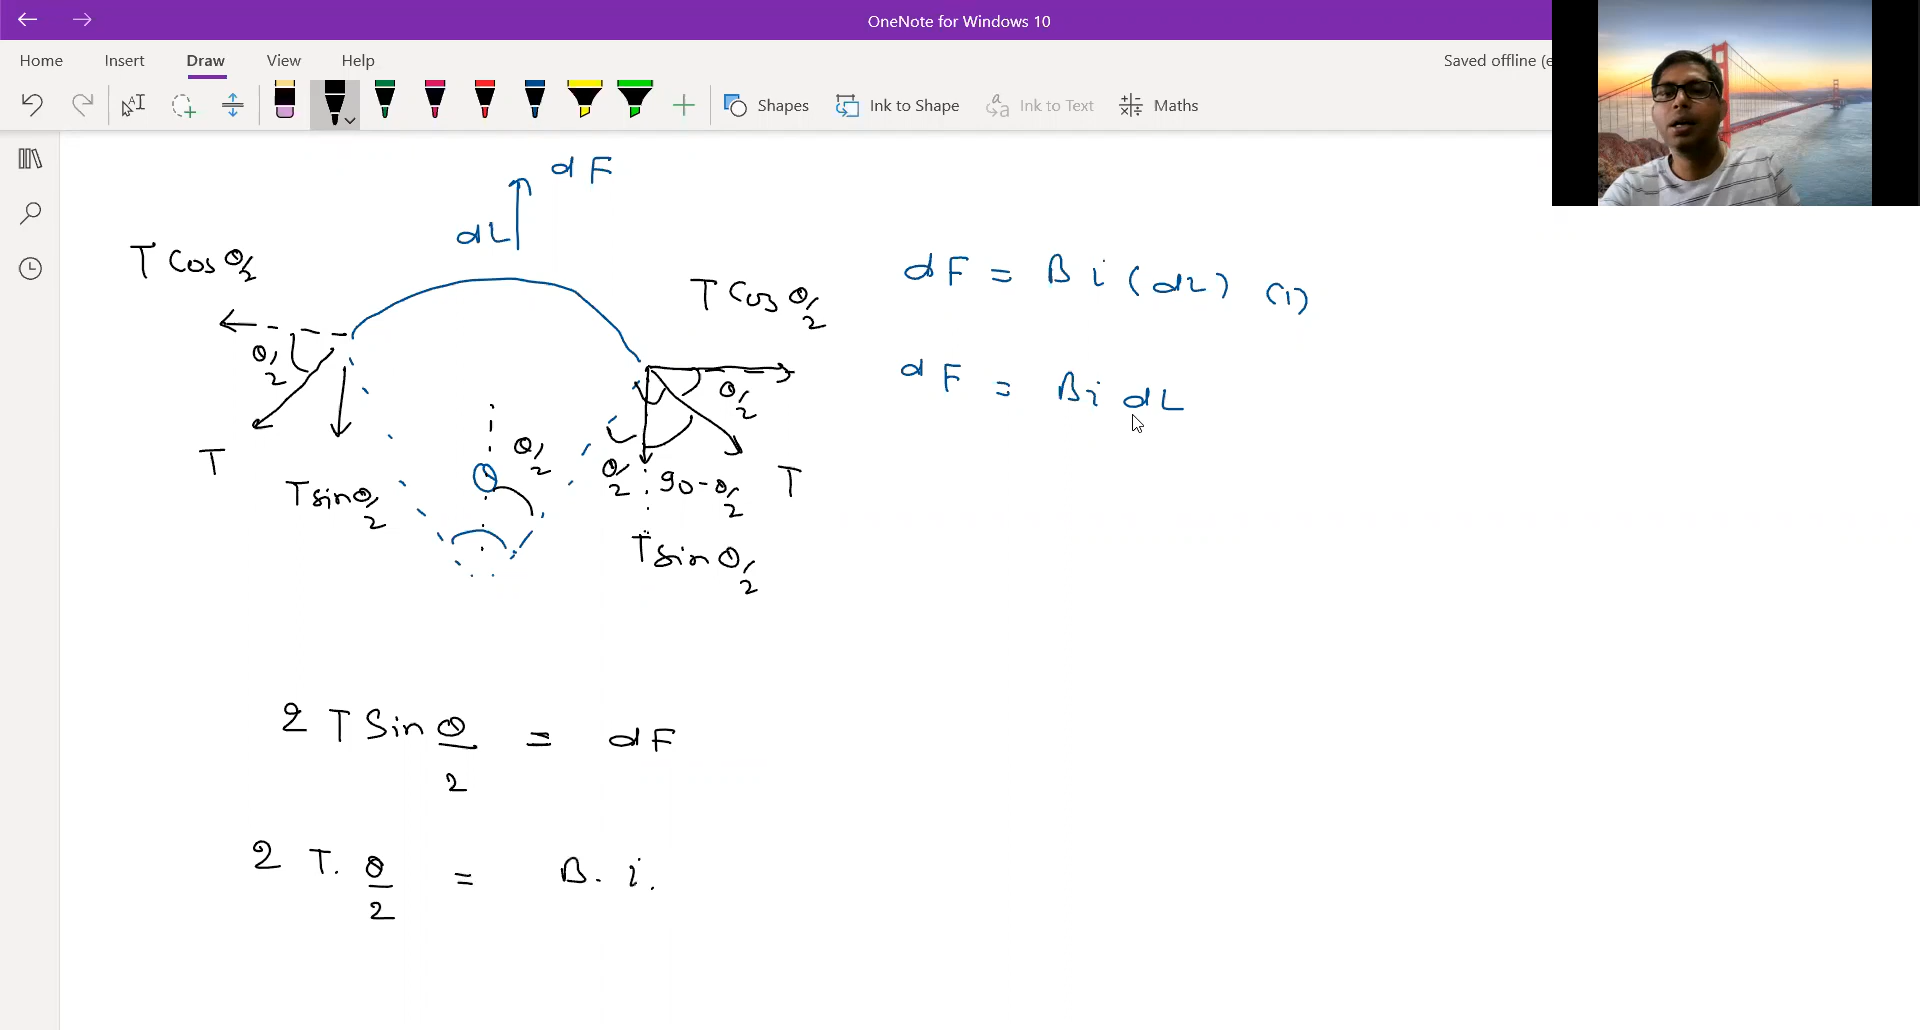 OneNote for Windows 10
Home Insert Draw View Help
Saved offline (e
Shapes Ink to Shape Ink to Text Maths
dF
dL
T Cos θ/2
T Cos θ/2
θ/2
θ/2
T
T sin θ/2
θ
θ/2
θ/2
90-θ/2
T
T sin θ/2
dF = B i (dL) (1)
dF = Bi dL
2 T Sin θ/2 = dF
2 T. θ/2 = B. i.